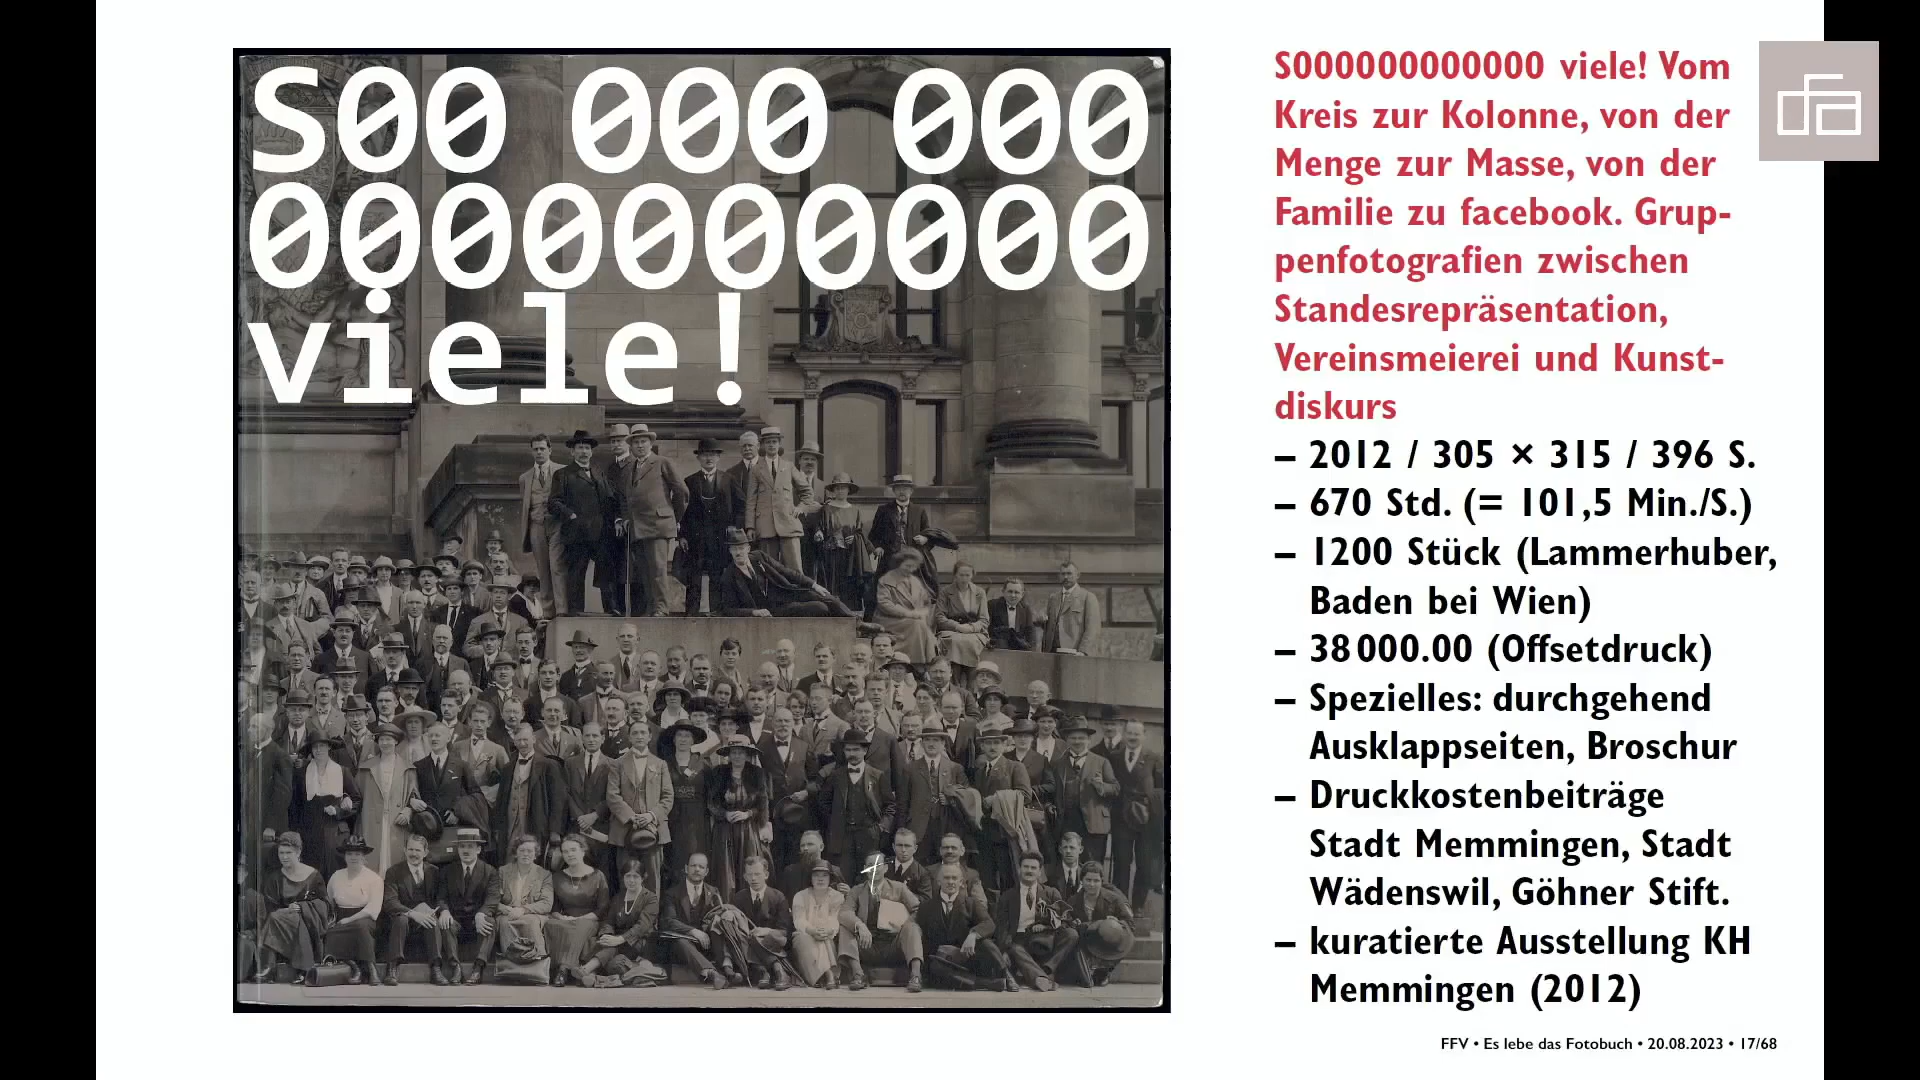 S00 000 000
0000000000
viele!
S000000000000 viele! Vom
Kreis zur Kolonne, von der
Menge zur Masse, von der
Familie zu facebook. Grup-
penfotografien zwischen
Standesrepräsentation,
Vereinsmeierei und Kunst-
diskurs
– 2012 / 305 × 315 / 396 S.
– 670 Std. (= 101,5 Min./S.)
– 1200 Stück (Lammerhuber,
Baden bei Wien)
– 38 000.00 (Offsetdruck)
– Spezielles: durchgehend
Ausklappseiten, Broschur
– Druckkostenbeiträge
Stadt Memmingen, Stadt
Wädenswil, Göhner Stift.
– kuratierte Ausstellung KH
Memmingen (2012)
FFV • Es lebe das Fotobuch • 20.08.2023 • 17/68
dfa